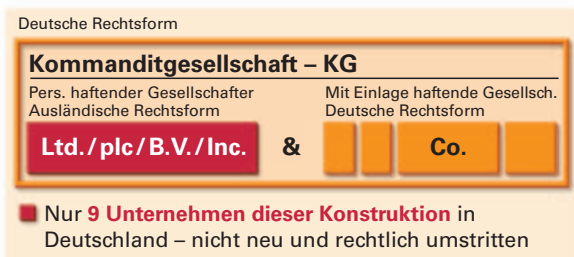 Deutsche Rechtsform
Kommanditgesellschaft – KG
Pers. haftender Gesellschafter
Ausländische Rechtsform
Mit Einlage haftende Gesellsch.
Deutsche Rechtsform
Ltd./plc/B.V./Inc. & Co.
Nur 9 Unternehmen dieser Konstruktion in
Deutschland – nicht neu und rechtlich umstritten